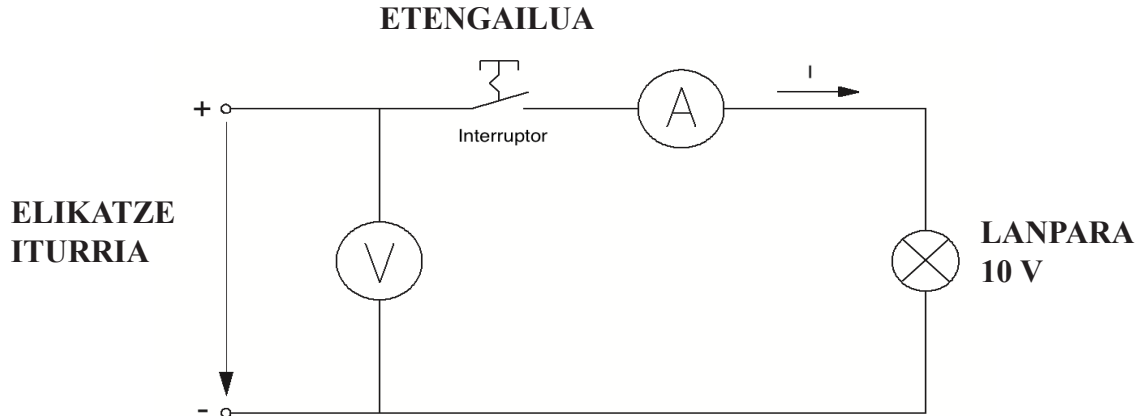 ETENGAILUA
I
+
A
Interruptor
ELIKATZE
ITURRIA
V
LANPARA
10 V
-